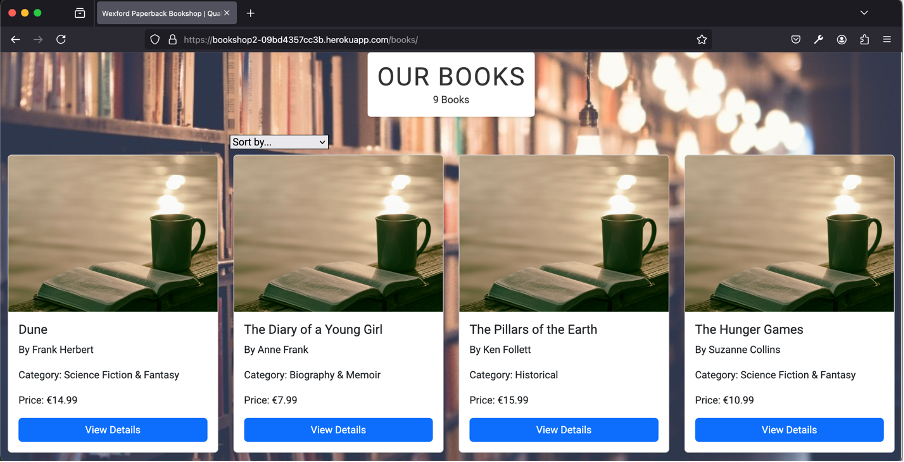 Wexford Paperback Bookshop | Qua
https://bookshop2-09bd4357cc3b.herokuapp.com/books/
OUR BOOKS
9 Books
Sort by...
Dune
By Frank Herbert
Category: Science Fiction & Fantasy
Price: €14.99
View Details
The Diary of a Young Girl
By Anne Frank
Category: Biography & Memoir
Price: €7.99
View Details
The Pillars of the Earth
By Ken Follett
Category: Historical
Price: €15.99
View Details
The Hunger Games
By Suzanne Collins
Category: Science Fiction & Fantasy
Price: €10.99
View Details